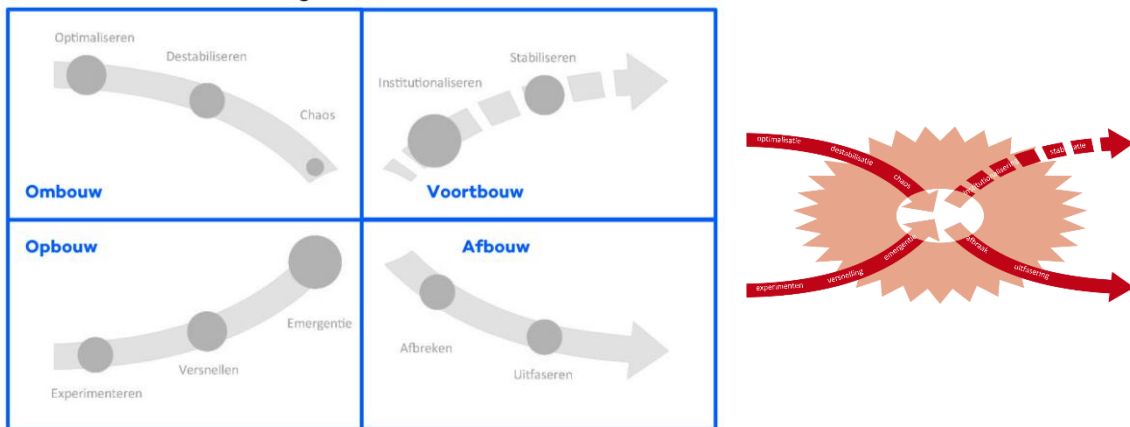 Optimaliseren
Destabiliseren
Chaos
Ombouw
Institutionaliseren
Stabiliseren
Voortbouw
Opbouw
Experimenteren
Versnellen
Emergentie
Afbouw
Afbreken
Uitfaseren
optimalisatie
destabilisatie
chaos
institutionalisering
stabilisatie
experimenten
versnelling
emergentie
afbraak
uitfasering